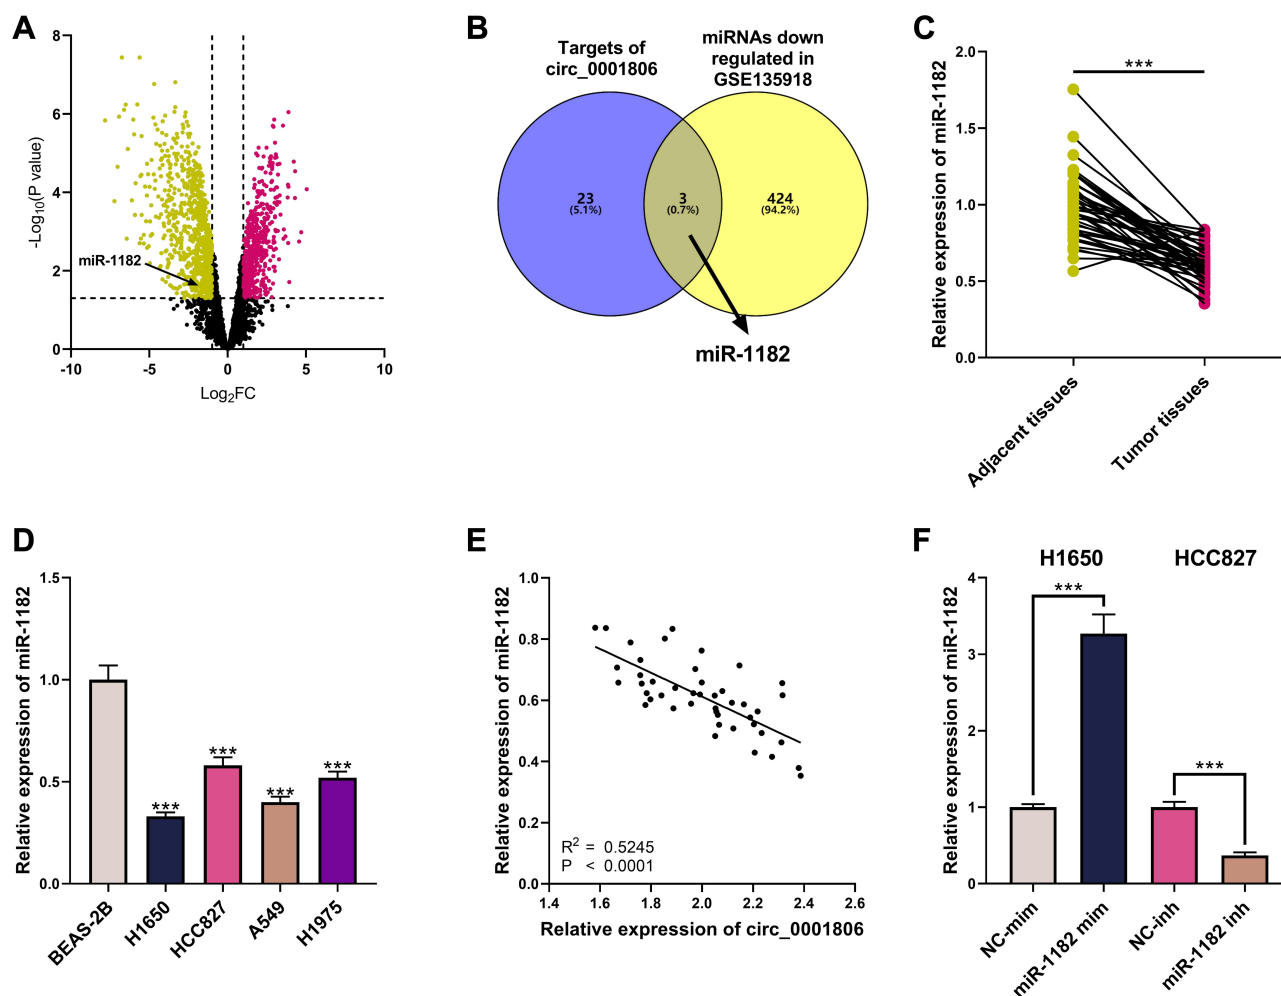 A
8
6
4
2
0
-Log10(P value)
miR-1182
-10
-5
0
5
10
Log2FC
B
Targets of
circ_0001806
miRNAs down
regulated in
GSE135918
23
(5.1%)
3
(0.7%)
424
(94.2%)
miR-1182
C
Relative expression of miR-1182
2.0
1.5
1.0
0.5
0.0
***
Adjacent tissues
Tumor tissues
D
Relative expression of miR-1182
1.5
1.0
0.5
0.0
***
***
***
***
BEAS-2B
H1650
HCC827
A549
H1975
E
Relative expression of miR-1182
1.0
0.8
0.6
0.4
0.2
0.0
R2 = 0.5245
P < 0.0001
1.4
1.6
1.8
2.0
2.2
2.4
2.6
Relative expression of circ_0001806
F
H1650
HCC827
Relative expression of miR-1182
4
3
2
1
0
***
***
NC-mim
miR-1182 mim
NC-inh
miR-1182 inh